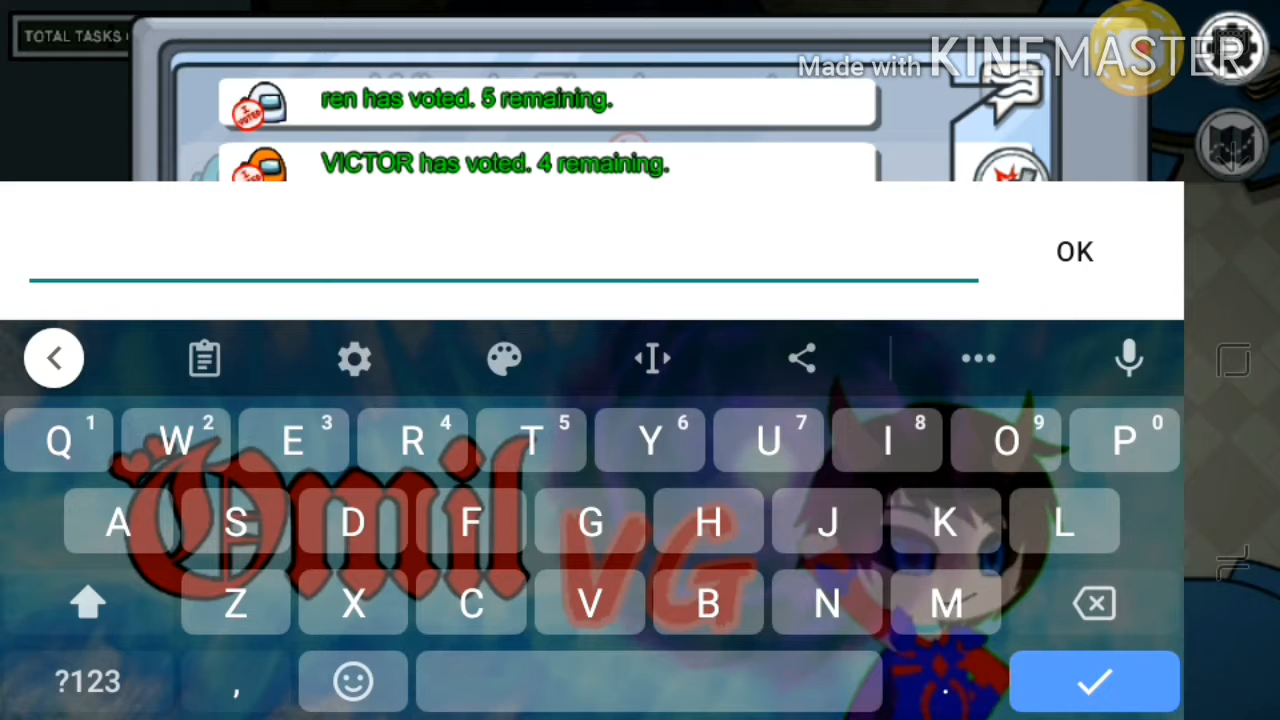 TOTAL TASKS
Made with KINEMASTER
ren has voted. 5 remaining.
VICTOR has voted. 4 remaining.
OK
Q1 W2 E3 R4 T5 Y6 U7 I8 O9 P0
A S D F G H J K L
Omil VG
Z X C V B N M
?123 , .